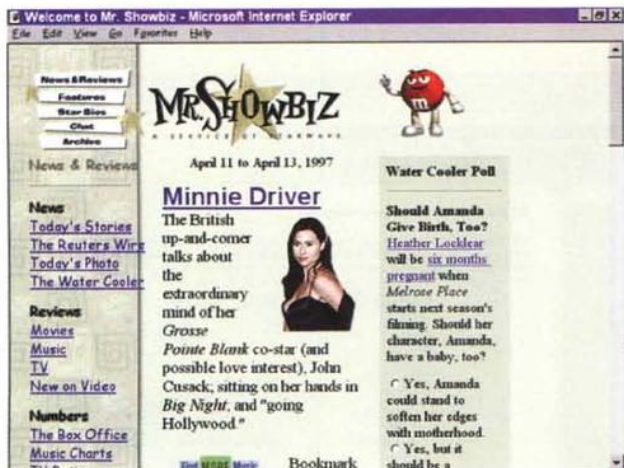 Welcome to Mr. Showbiz - Microsoft Internet Explorer
File Edit View Go Favorites Help
News & Reviews
Features
Star Bios
Chat
Archive
News & Reviews
News
Today's Stories
The Reuters Wire
Today's Photo
The Water Cooler
Reviews
Movies
Music
TV
New on Video
Numbers
The Box Office
Music Charts
MR. SHOWBIZ
A SERVICE OF STARWAVE
April 11 to April 13, 1997
Minnie Driver
The British
up-and-comer
talks about
the
extraordinary
mind of her
Grosse
Pointe Blank co-star (and
possible love interest), John
Cusack; sitting on her hands in
Big Night, and "going
Hollywood."
Find MORE Music
Bookmark
m
Water Cooler Poll
Should Amanda
Give Birth, Too?
Heather Locklear
will be six months
pregnant when
Melrose Place
starts next season's
filming. Should her
character, Amanda,
have a baby, too?
Yes, Amanda
could stand to
soften her edges
with motherhood.
Yes, but it
should be a